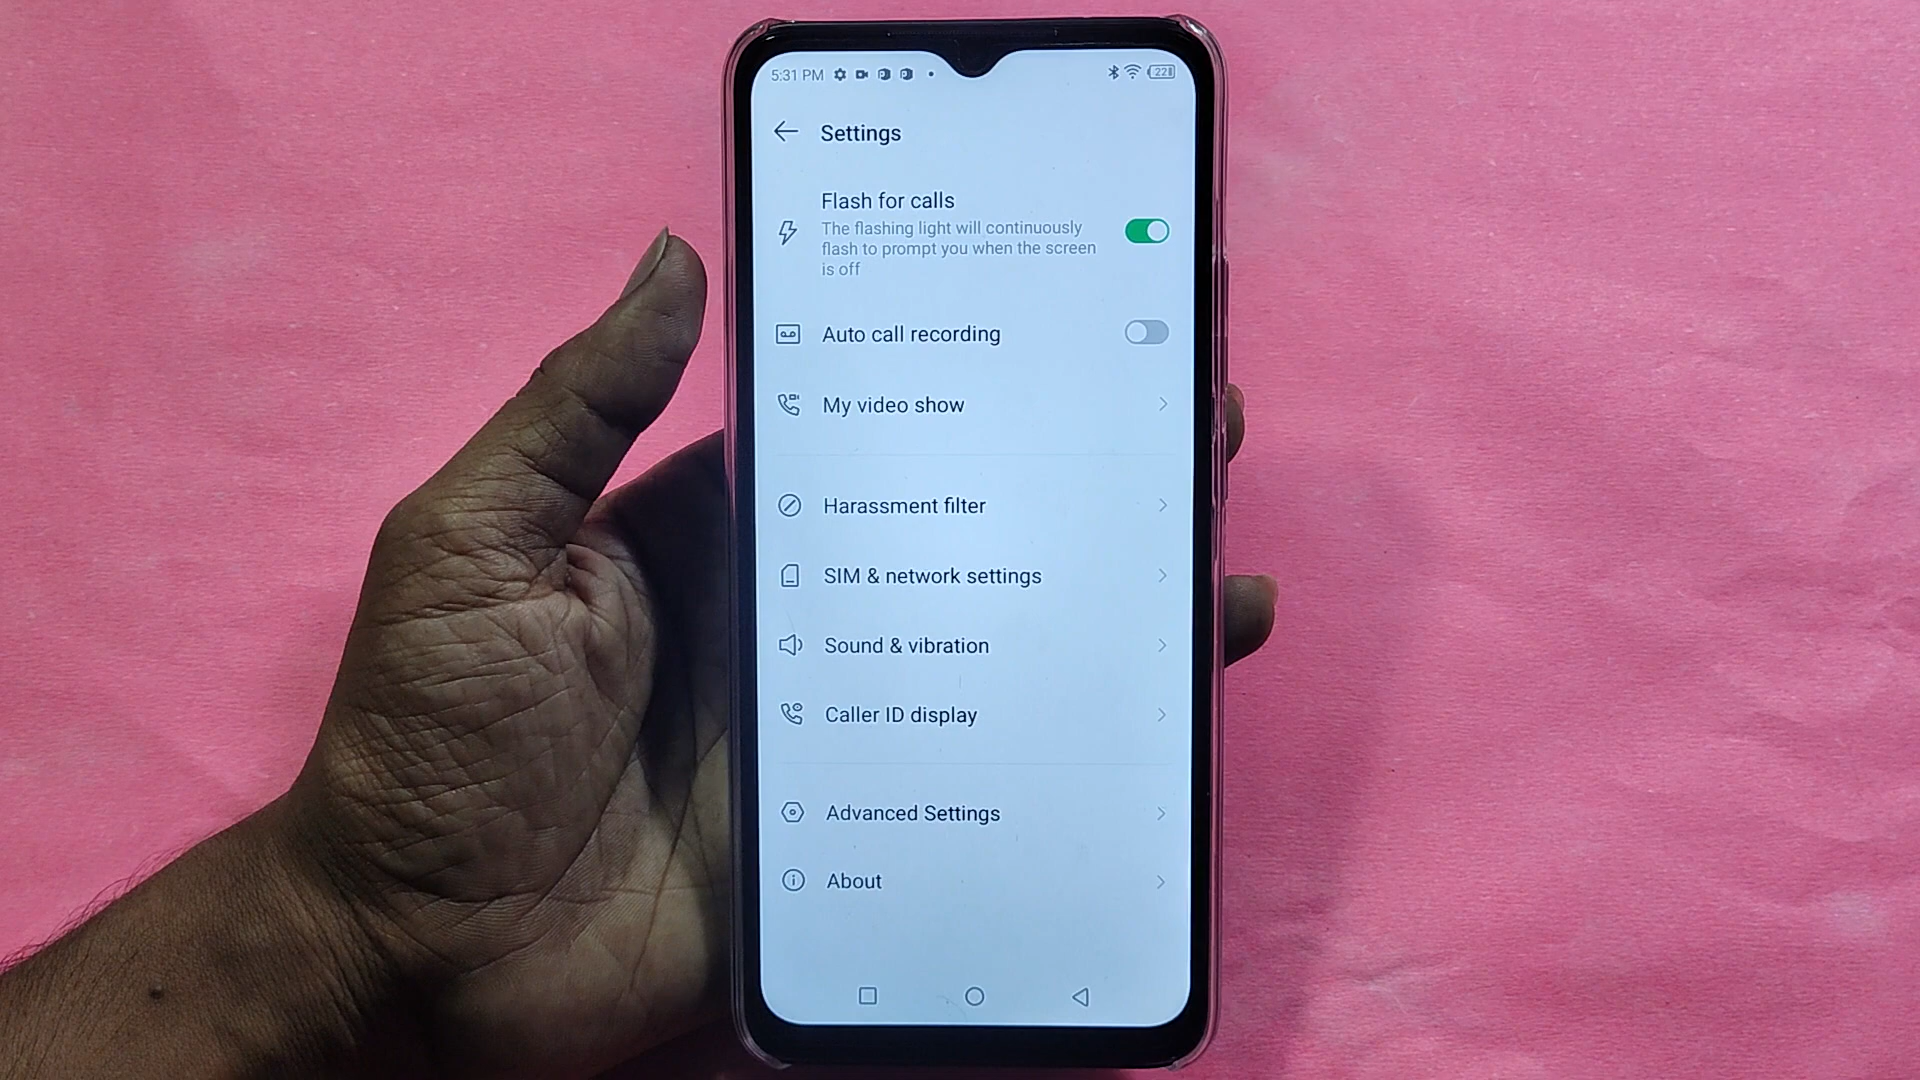 5:31 PM
22
Settings
Flash for calls
The flashing light will continuously
flash to prompt you when the screen
is off
Auto call recording
My video show
Harassment filter
SIM & network settings
Sound & vibration
Caller ID display
Advanced Settings
About